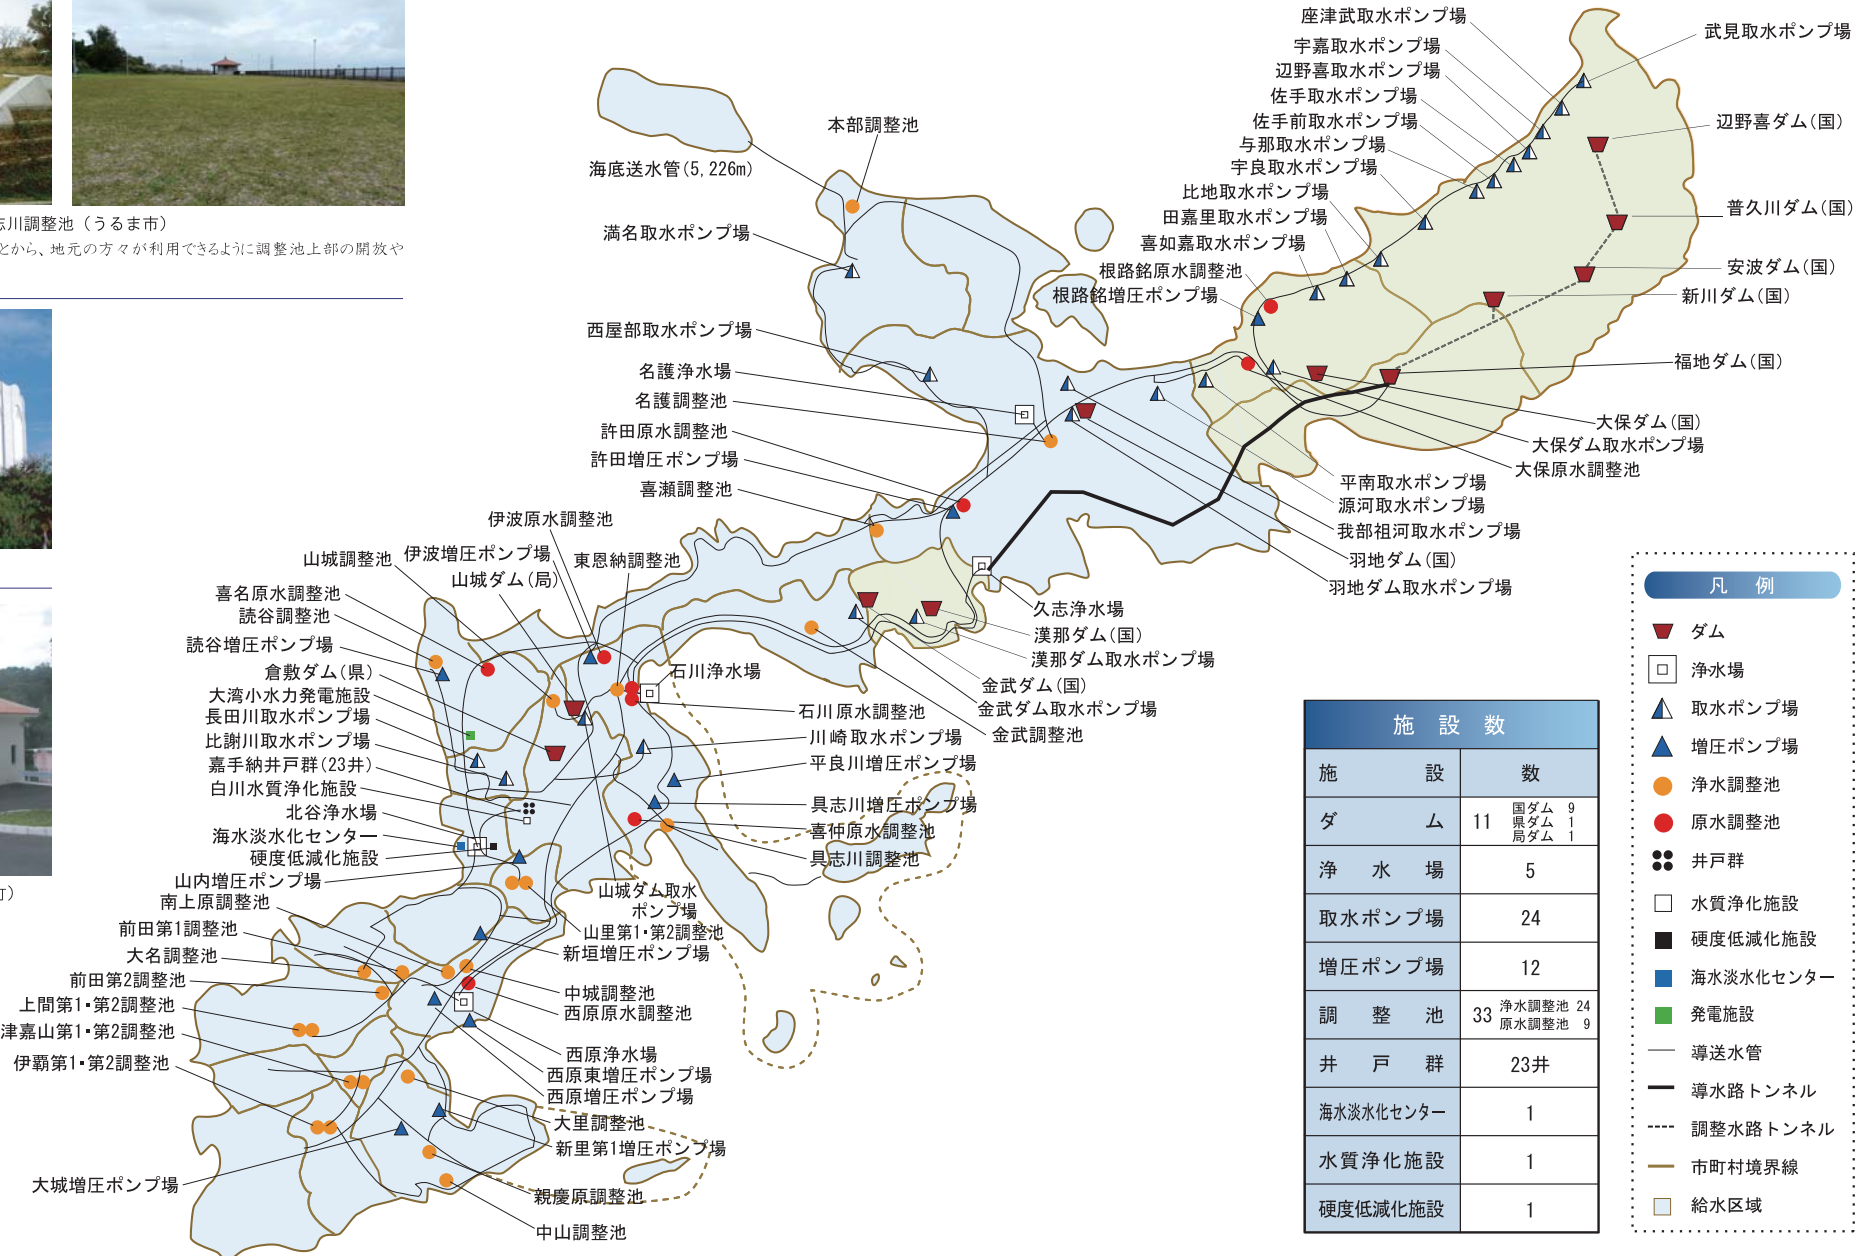 志川調整池（うるま市）
とから、地元の方々が利用できるように調整池上部の開放や
町）
座津武取水ポンプ場
宇嘉取水ポンプ場
辺野喜取水ポンプ場
佐手取水ポンプ場
佐手前取水ポンプ場
与那取水ポンプ場
宇良取水ポンプ場
比地取水ポンプ場
田嘉里取水ポンプ場
喜如嘉取水ポンプ場
根路銘原水調整池
根路銘増圧ポンプ場
武見取水ポンプ場
辺野喜ダム(国)
普久川ダム(国)
安波ダム(国)
新川ダム(国)
福地ダム(国)
大保ダム(国)
大保ダム取水ポンプ場
大保原水調整池
平南取水ポンプ場
源河取水ポンプ場
我部祖河取水ポンプ場
羽地ダム(国)
羽地ダム取水ポンプ場
本部調整池
海底送水管(5,226m)
満名取水ポンプ場
西屋部取水ポンプ場
名護浄水場
名護調整池
許田原水調整池
許田増圧ポンプ場
喜瀬調整池
伊波原水調整池
伊波増圧ポンプ場
東恩納調整池
山城調整池
山城ダム(局)
喜名原水調整池
読谷調整池
読谷増圧ポンプ場
倉敷ダム(県)
大湾小水力発電施設
長田川取水ポンプ場
比謝川取水ポンプ場
嘉手納井戸群(23井)
白川水質浄化施設
北谷浄水場
海水淡水化センター
硬度低減化施設
山内増圧ポンプ場
南上原調整池
前田第1調整池
大名調整池
前田第2調整池
上間第1・第2調整池
津嘉山第1・第2調整池
伊覇第1・第2調整池
大城増圧ポンプ場
久志浄水場
漢那ダム(国)
漢那ダム取水ポンプ場
金武ダム(国)
金武ダム取水ポンプ場
金武調整池
石川浄水場
石川原水調整池
川崎取水ポンプ場
平良川増圧ポンプ場
具志川増圧ポンプ場
喜仲原水調整池
具志川調整池
山城ダム取水
ポンプ場
山里第1・第2調整池
新垣増圧ポンプ場
中城調整池
西原原水調整池
西原浄水場
西原東増圧ポンプ場
西原増圧ポンプ場
大里調整池
新里第1増圧ポンプ場
親慶原調整池
中山調整池
施設数
施設 数
ダム 11 国ダム 9
県ダム 1
局ダム 1
浄水場 5
取水ポンプ場 24
増圧ポンプ場 12
調整池 33 浄水調整池 24
原水調整池 9
井戸群 23井
海水淡水化センター 1
水質浄化施設 1
硬度低減化施設 1
凡例
ダム
浄水場
取水ポンプ場
増圧ポンプ場
浄水調整池
原水調整池
井戸群
水質浄化施設
硬度低減化施設
海水淡水化センター
発電施設
導送水管
導水路トンネル
調整水路トンネル
市町村境界線
給水区域